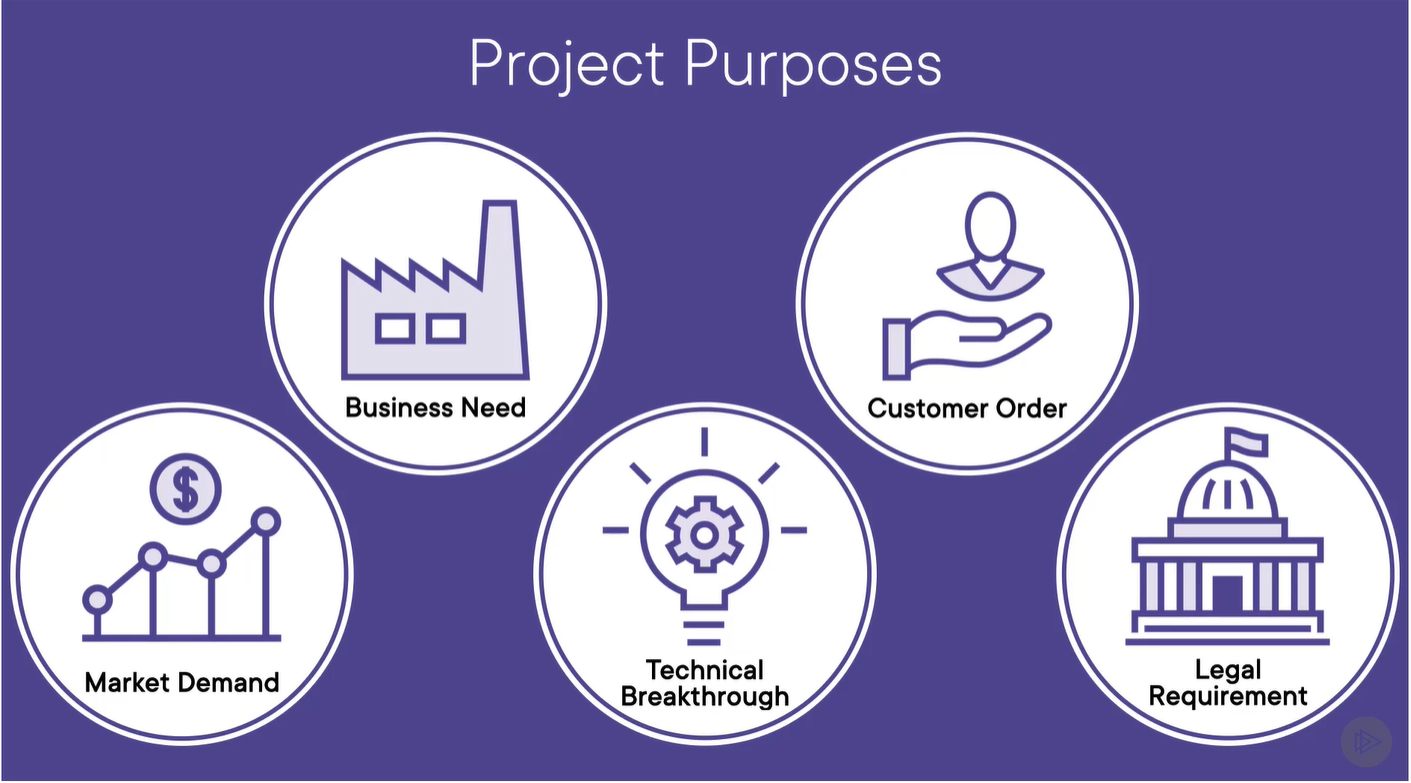 Project Purposes
Business Need
Customer Order
Market Demand
$
Technical
Breakthrough
Legal
Requirement